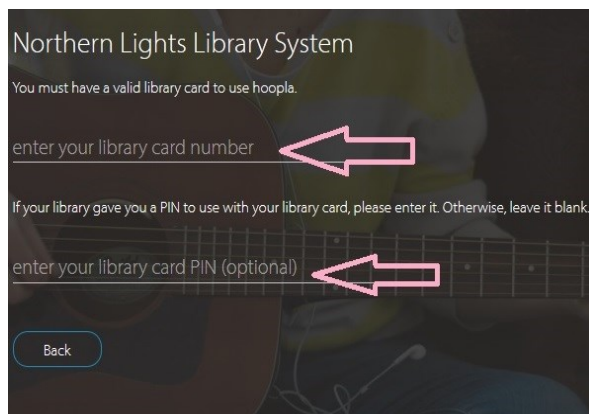 Northern Lights Library System
You must have a valid library card to use hoopla.
enter your library card number
If your library gave you a PIN to use with your library card, please enter it. Otherwise, leave it blank.
enter your library card PIN (optional)
Back